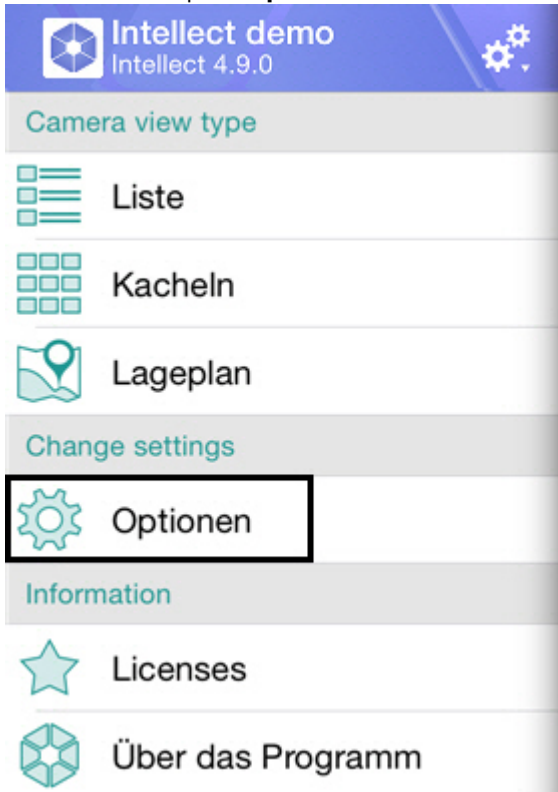 Intellect demo
Intellect 4.9.0
Camera view type
Liste
Kacheln
Lageplan
Change settings
Optionen
Information
Licenses
Über das Programm